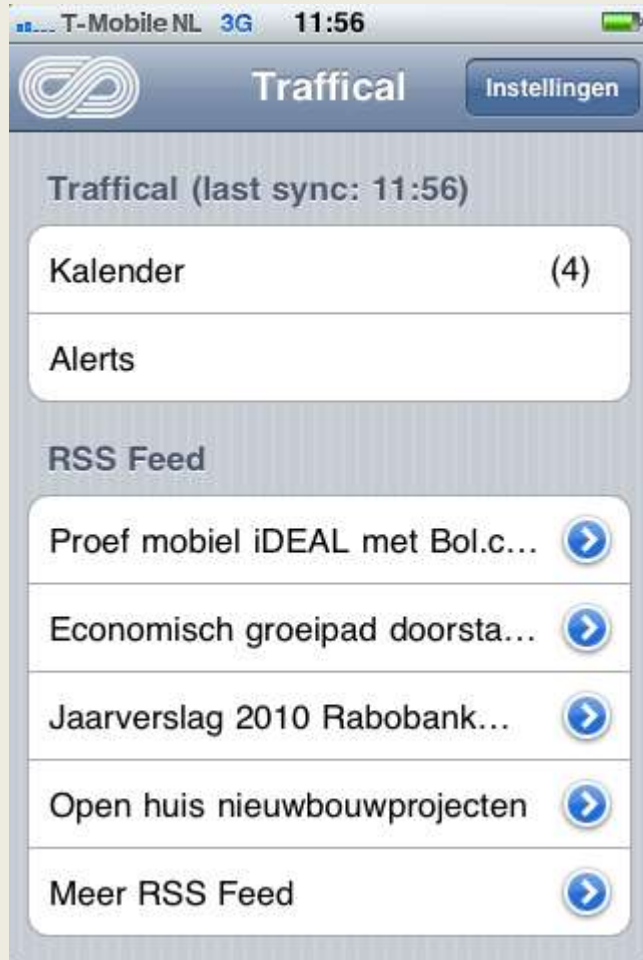 T-Mobile NL 3G 11:56
Traffical Instellingen
Traffical (last sync: 11:56)
Kalender (4)
Alerts
RSS Feed
Proef mobiel iDEAL met Bol.c...
Economisch groeipad doorsta...
Jaarverslag 2010 Rabobank...
Open huis nieuwbouwprojecten
Meer RSS Feed